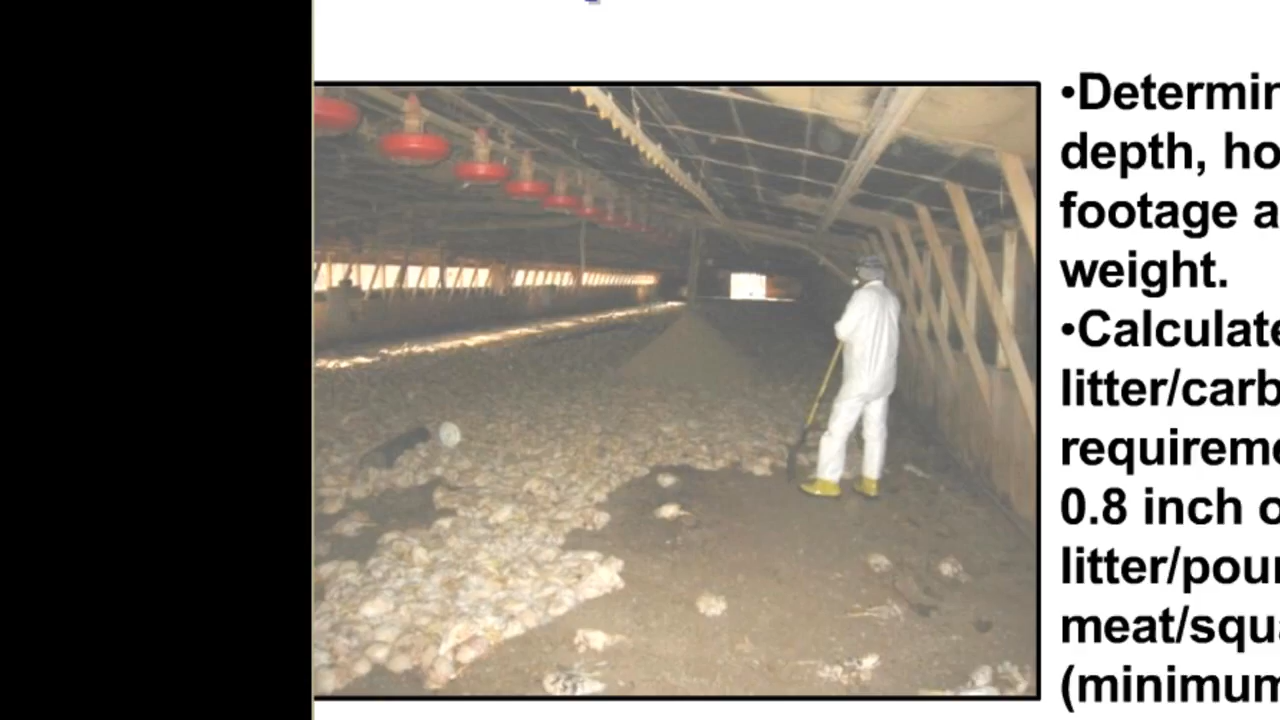 •Determin
depth, ho
footage a
weight.
•Calculate
litter/carb
requireme
0.8 inch o
litter/pour
meat/squa
(minimum